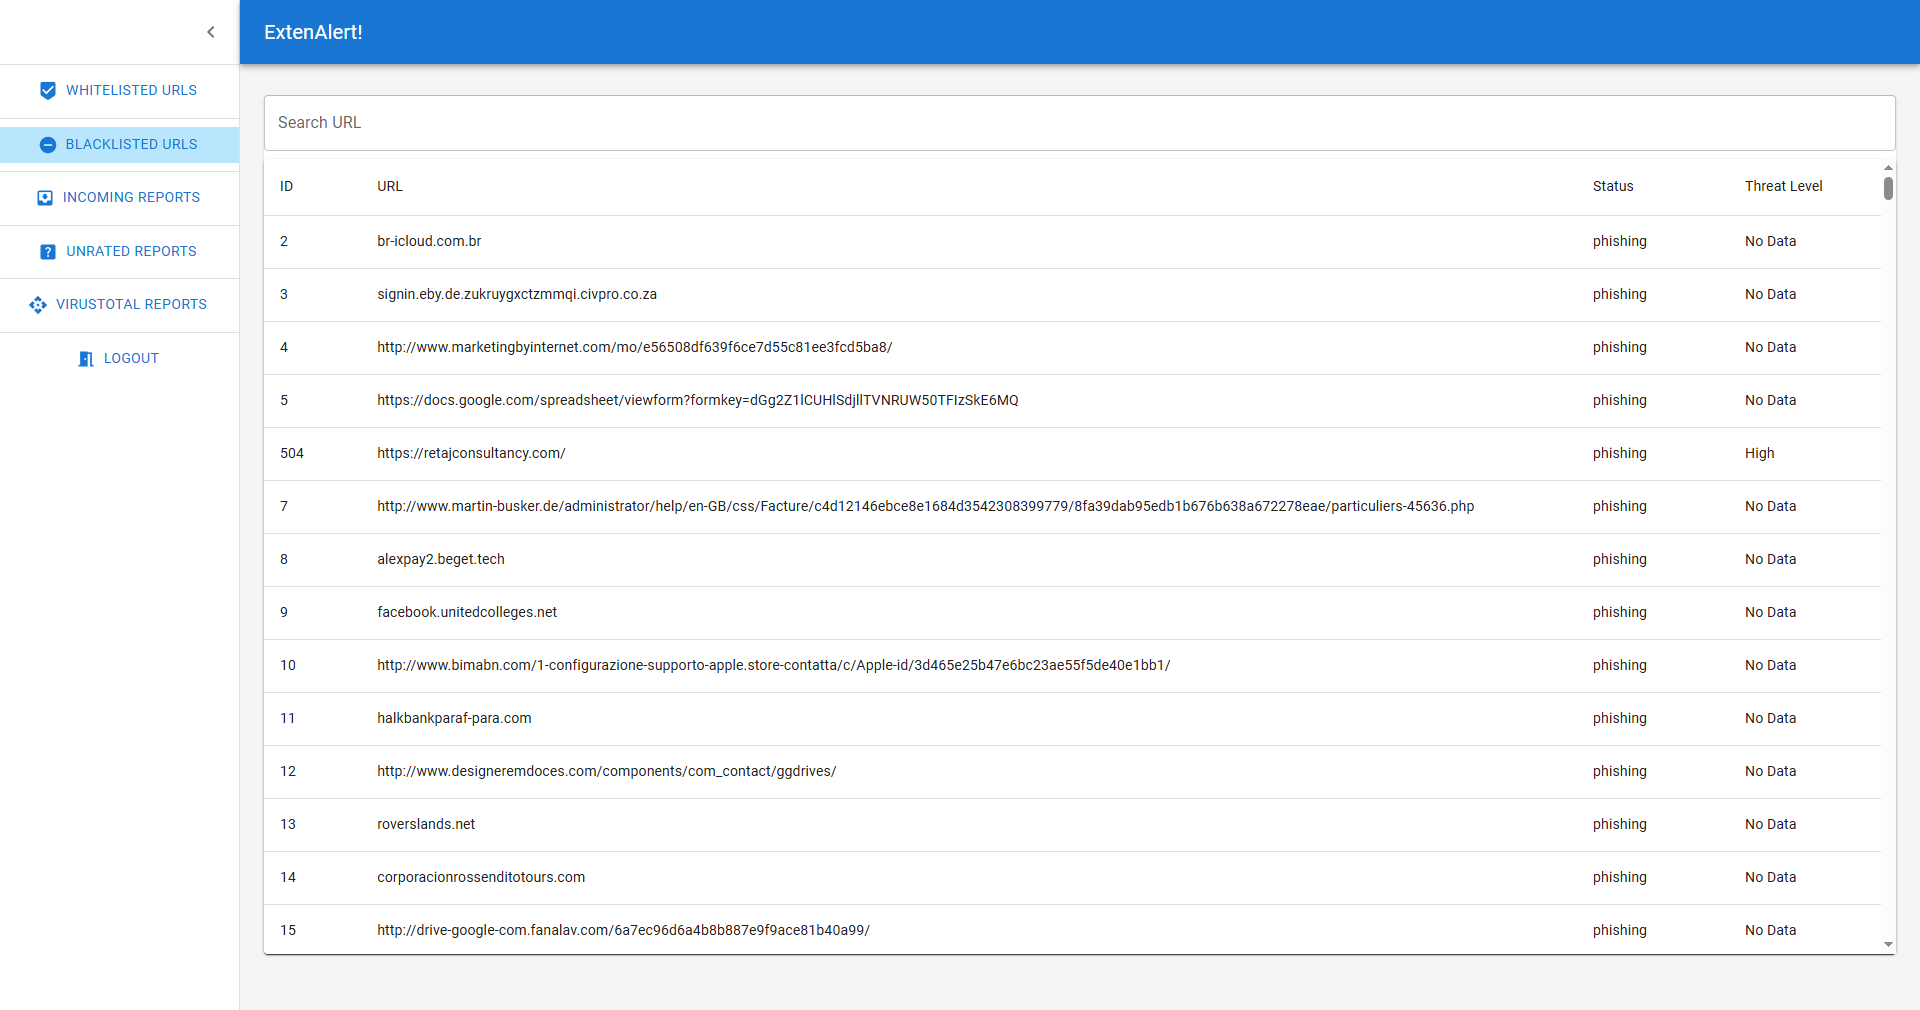 ExtenAlert!
WHITELISTED URLS
BLACKLISTED URLS
INCOMING REPORTS
UNRATED REPORTS
VIRUSTOTAL REPORTS
LOGOUT
Search URL
ID URL Status Threat Level
2 br-icloud.com.br phishing No Data
3 signin.eby.de.zukruygxctzmmqi.civpro.co.za phishing No Data
4 http://www.marketingbyinternet.com/mo/e56508df639f6ce7d55c81ee3fcd5ba8/ phishing No Data
5 https://docs.google.com/spreadsheet/viewform?formkey=dGg2Z1lCUHlSdjllTVNRUW50TFIzSkE6MQ phishing No Data
504 https://retajconsultancy.com/ phishing High
7 http://www.martin-busker.de/administrator/help/en-GB/css/Facture/c4d12146ebce8e1684d3542308399779/8fa39dab95edb1b676b638a672278eae/particuliers-45636.php phishing No Data
8 alexpay2.beget.tech phishing No Data
9 facebook.unitedcolleges.net phishing No Data
10 http://www.bimabn.com/1-configurazione-supporto-apple.store-contatta/c/Apple-id/3d465e25b47e6bc23ae55f5de40e1bb1/ phishing No Data
11 halkbankparaf-para.com phishing No Data
12 http://www.designeremdoces.com/components/com_contact/ggdrives/ phishing No Data
13 roverslands.net phishing No Data
14 corporacionrossenditotours.com phishing No Data
15 http://drive-google-com.fanalav.com/6a7ec96d6a4b8b887e9f9ace81b40a99/ phishing No Data